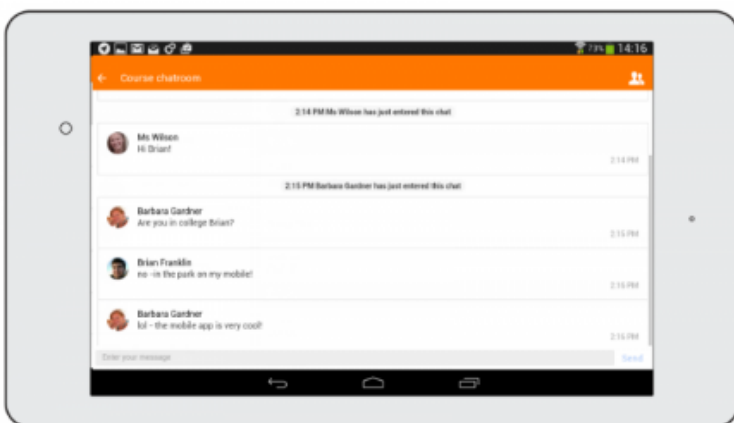 73% 14:16
Course chatroom
2:14 PM Ms Wilson has just entered this chat
Ms Wilson
Hi Brian!
2:14 PM
2:15 PM Barbara Gardner has just entered this chat
Barbara Gardner
Are you in college Brian?
2:15 PM
Brian Franklin
no -in the park on my mobile!
2:15 PM
Barbara Gardner
lol - the mobile app is very cool!
2:15 PM
Enter your message
Send